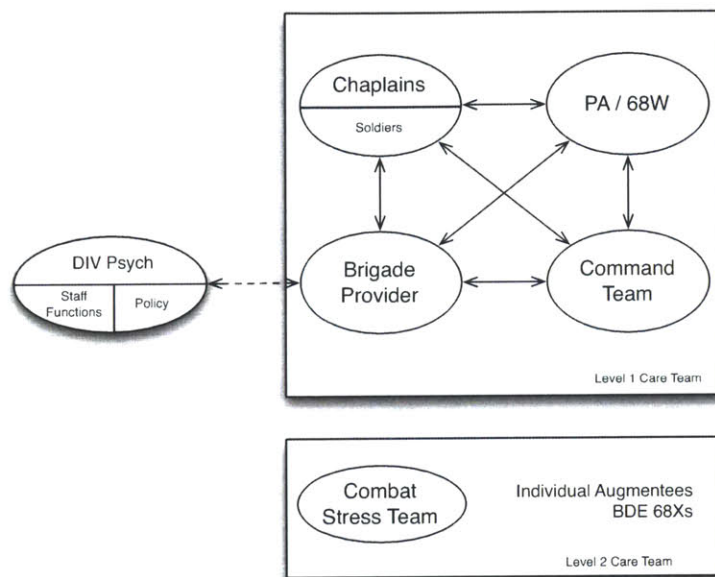 Chaplains
Soldiers
PA / 68W
DIV Psych
Staff
Functions
Policy
Brigade
Provider
Command
Team
Level 1 Care Team
Combat
Stress Team
Individual Augmentees
BDE 68Xs
Level 2 Care Team